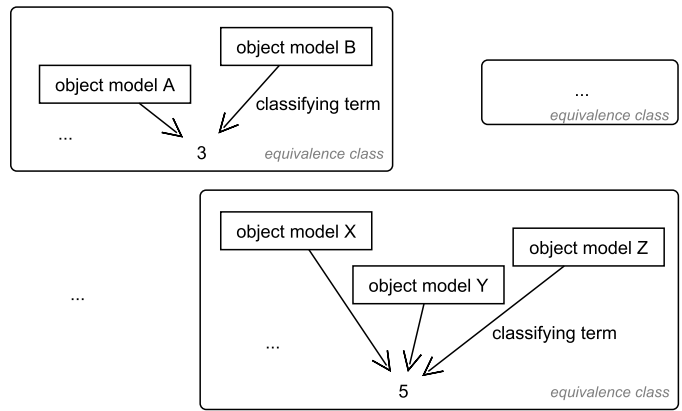 object model B
object model A
classifying term
...
3
equivalence class
...
equivalence class
object model X
object model Z
object model Y
...
classifying term
...
5
equivalence class